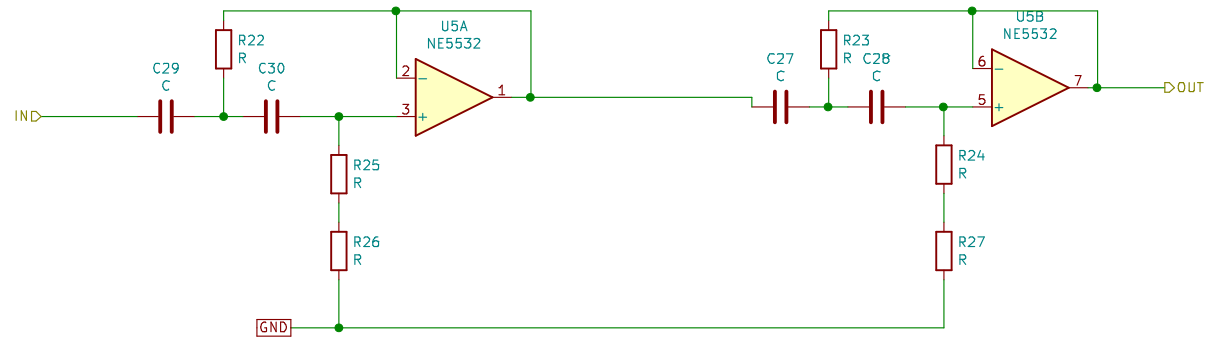 U5A
NE5532
U5B
NE5532
R22
R
R23
R
C29
C
C30
C
C27
C
C28
C
2
−
3
+
1
6
−
5
+
7
IN
OUT
R25
R
R24
R
R26
R
R27
R
GND